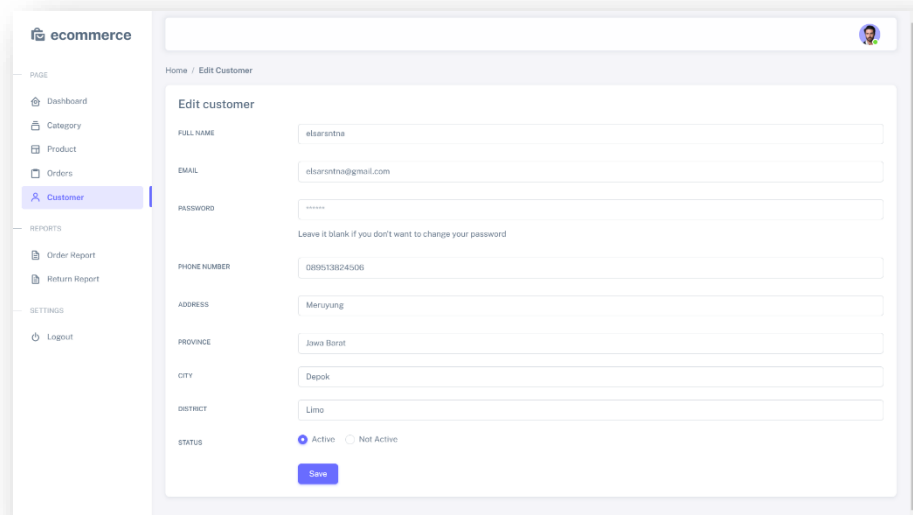 ecommerce
PAGE
Dashboard
Category
Product
Orders
Customer
REPORTS
Order Report
Return Report
SETTINGS
Logout
Home / Edit Customer
Edit customer
FULL NAME elsarsntna
EMAIL elsarsntna@gmail.com
PASSWORD ******
Leave it blank if you don't want to change your password
PHONE NUMBER 089513824506
ADDRESS Meruyung
PROVINCE Jawa Barat
CITY Depok
DISTRICT Limo
STATUS Active Not Active
Save